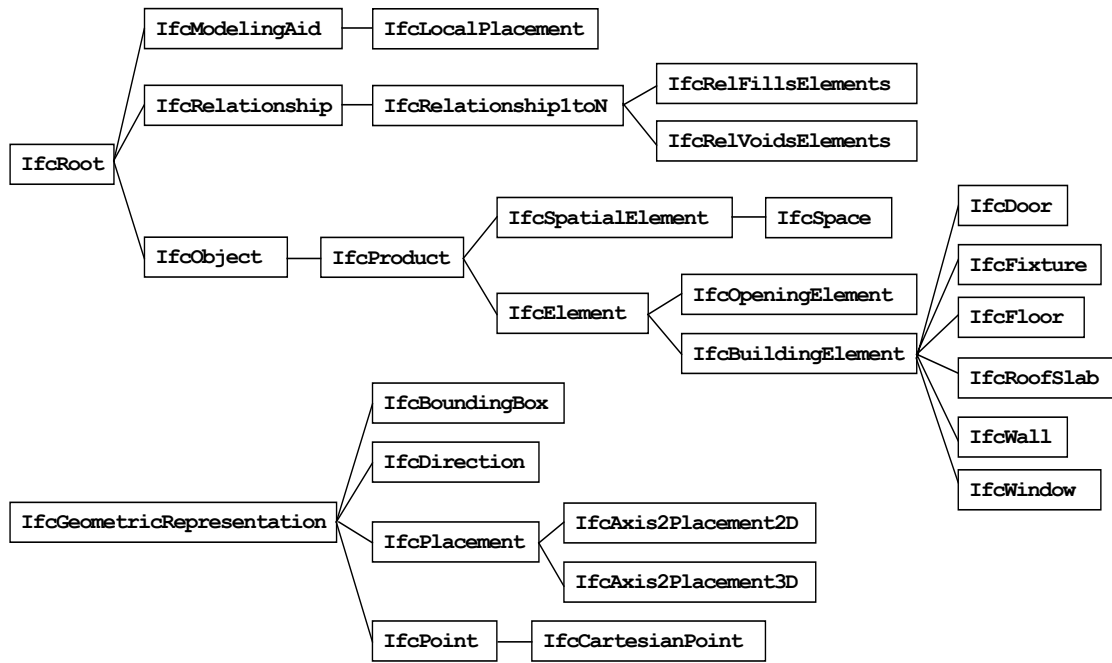 IfcModelingAid
IfcLocalPlacement
IfcRelationship
IfcRelationship1toN
IfcRelFillsElements
IfcRelVoidsElements
IfcRoot
IfcObject
IfcProduct
IfcSpatialElement
IfcSpace
IfcElement
IfcOpeningElement
IfcBuildingElement
IfcDoor
IfcFixture
IfcFloor
IfcRoofSlab
IfcWall
IfcWindow
IfcGeometricRepresentation
IfcBoundingBox
IfcDirection
IfcPlacement
IfcAxis2Placement2D
IfcAxis2Placement3D
IfcPoint
IfcCartesianPoint